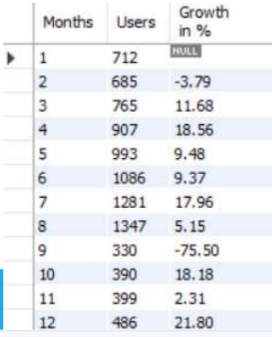 Months Users Growth in %
1 712 NULL
2 685 -3.79
3 765 11.68
4 907 18.56
5 993 9.48
6 1086 9.37
7 1281 17.96
8 1347 5.15
9 330 -75.50
10 390 18.18
11 399 2.31
12 486 21.80